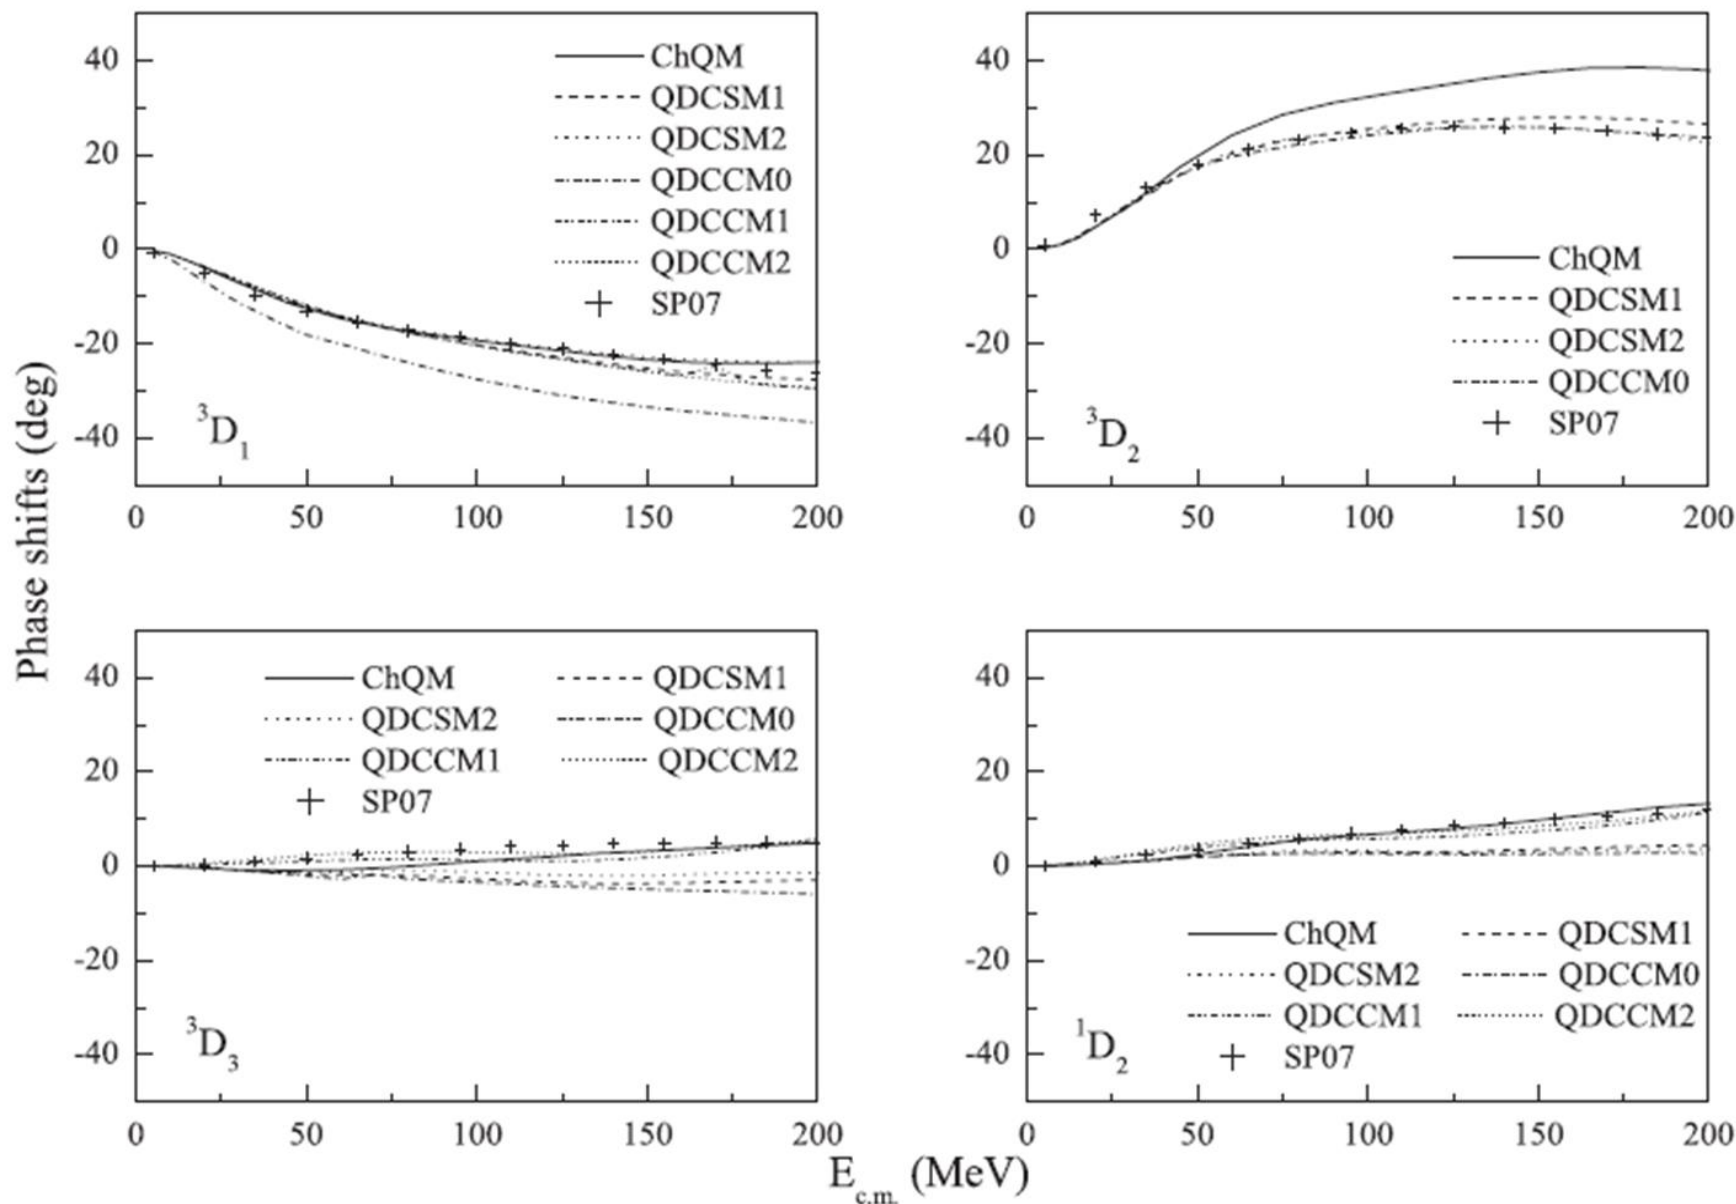 Phase shifts (deg)
40
20
0
-20
-40
ChQM
QDCSM1
QDCSM2
QDCCM0
QDCCM1
QDCCM2
SP07
³D₁
0 50 100 150 200
40
20
0
-20
-40
ChQM
QDCSM1
QDCSM2
QDCCM0
SP07
³D₂
0 50 100 150 200
40
20
0
-20
-40
ChQM QDCSM1
QDCSM2 QDCCM0
QDCCM1 QDCCM2
SP07
³D₃
0 50 100 150 200
40
20
0
-20
-40
ChQM QDCSM1
QDCSM2 QDCCM0
QDCCM1 QDCCM2
SP07
¹D₂
0 50 100 150 200
E c.m. (MeV)